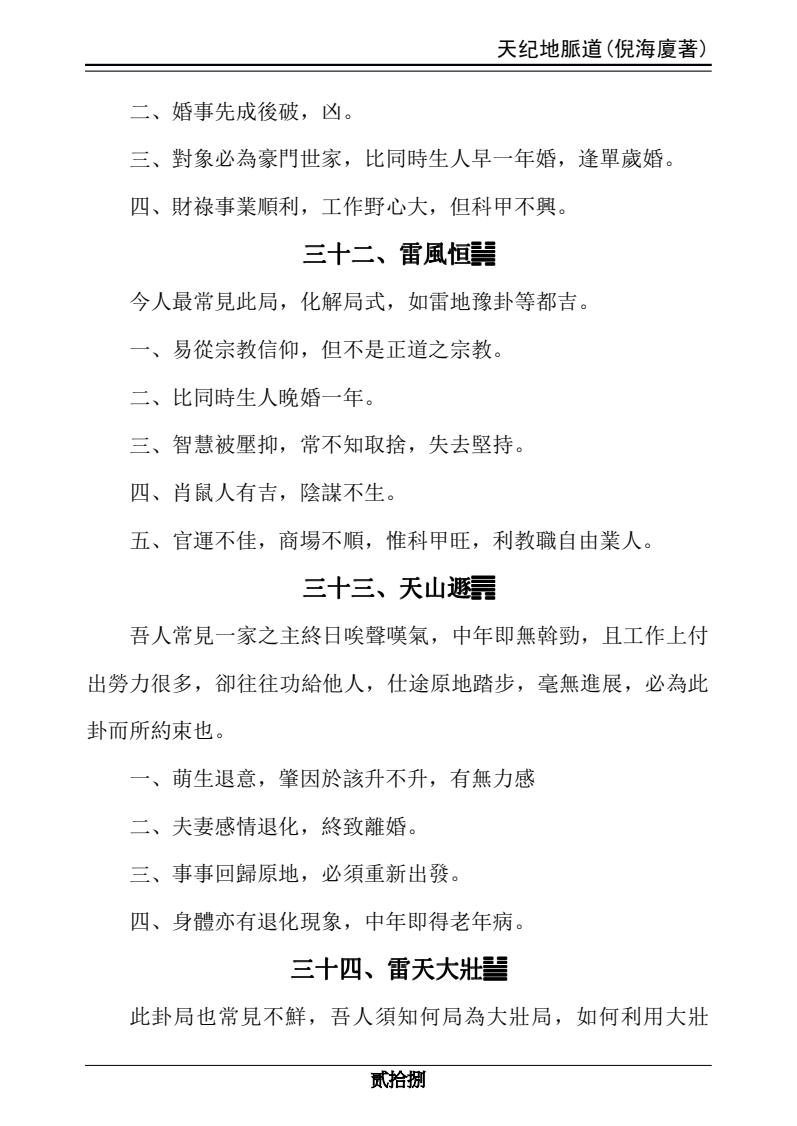 天纪地脈道(倪海廈著)
二、婚事先成後破，凶。
三、對象必為豪門世家，比同時生人早一年婚，逢單歲婚。
四、財祿事業順利，工作野心大，但科甲不興。
三十二、雷風恒䷟
今人最常見此局，化解局式，如雷地豫卦等都吉。
一、易從宗教信仰，但不是正道之宗教。
二、比同時生人晚婚一年。
三、智慧被壓抑，常不知取捨，失去堅持。
四、肖鼠人有吉，陰謀不生。
五、官運不佳，商場不順，惟科甲旺，利教職自由業人。
三十三、天山遯䷠
吾人常見一家之主終日唉聲嘆氣，中年即無斡勁，且工作上付
出勞力很多，卻往往功給他人，仕途原地踏步，毫無進展，必為此
卦而所約束也。
一、萌生退意，肇因於該升不升，有無力感
二、夫妻感情退化，終致離婚。
三、事事回歸原地，必須重新出發。
四、身體亦有退化現象，中年即得老年病。
三十四、雷天大壯䷡
此卦局也常見不鮮，吾人須知何局為大壯局，如何利用大壯
貳拾捌